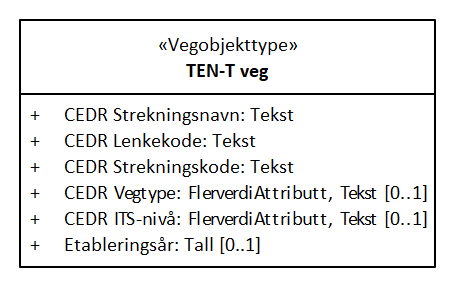 «Vegobjekttype»
TEN-T veg
+ CEDR Strekningsnavn: Tekst
+ CEDR Lenkekode: Tekst
+ CEDR Strekningskode: Tekst
+ CEDR Vegtype: FlerverdiAttributt, Tekst [0..1]
+ CEDR ITS-nivå: FlerverdiAttributt, Tekst [0..1]
+ Etableringsår: Tall [0..1]